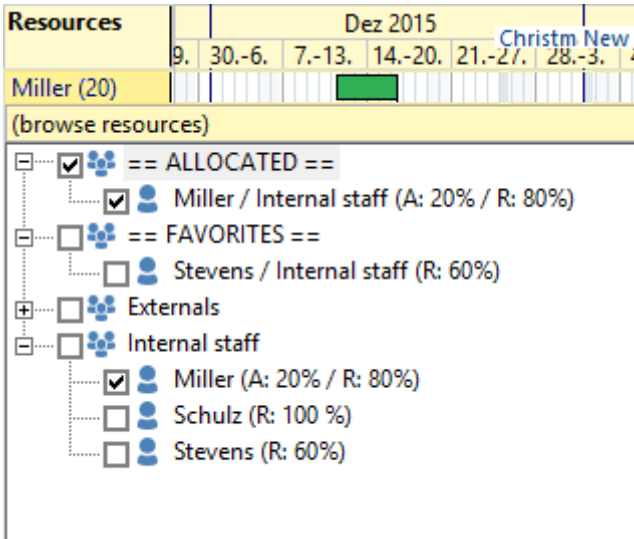 Resources
Dez 2015
Christm New
9. 30.-6. 7.-13. 14.-20. 21.-27. 28.-3.
Miller (20)
(browse resources)
== ALLOCATED ==
Miller / Internal staff (A: 20% / R: 80%)
== FAVORITES ==
Stevens / Internal staff (R: 60%)
Externals
Internal staff
Miller (A: 20% / R: 80%)
Schulz (R: 100 %)
Stevens (R: 60%)